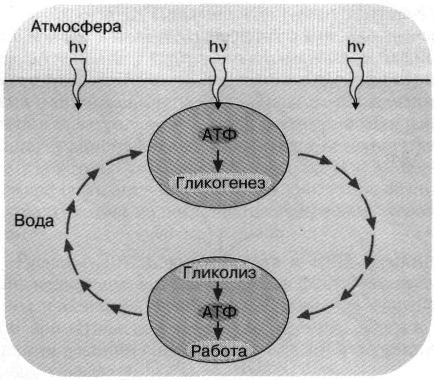 Атмосфера
hν hν hν
АТФ
Гликогенез
Вода
Гликолиз
АТФ
Работа